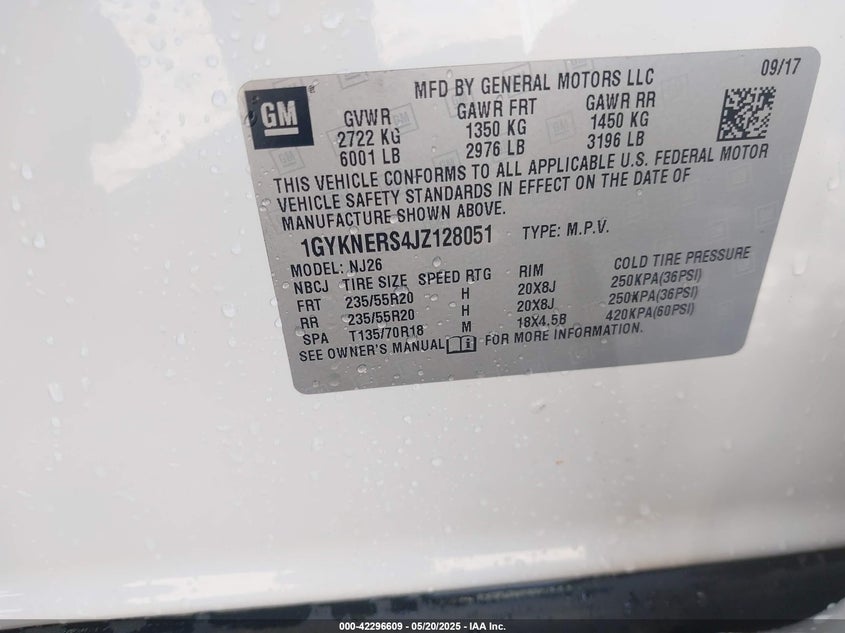 GM
MFD BY GENERAL MOTORS LLC 09/17
GVWR GAWR FRT GAWR RR
2722 KG 1350 KG 1450 KG
6001 LB 2976 LB 3196 LB
THIS VEHICLE CONFORMS TO ALL APPLICABLE U.S. FEDERAL MOTOR
VEHICLE SAFETY STANDARDS IN EFFECT ON THE DATE OF
MANUFACTURE SHOWN ABOVE.
1GYKNERS4JZ128051 TYPE: M.P.V.
MODEL: NJ26
NBCJ TIRE SIZE SPEED RTG RIM COLD TIRE PRESSURE
FRT 235/55R20 H 20X8J 250KPA(36PSI)
RR 235/55R20 H 20X8J 250KPA(36PSI)
SPA T135/70R18 M 18X4.5B 420KPA(60PSI)
SEE OWNER'S MANUAL FOR MORE INFORMATION.
000-42296609 - 05/20/2025 - IAA Inc.